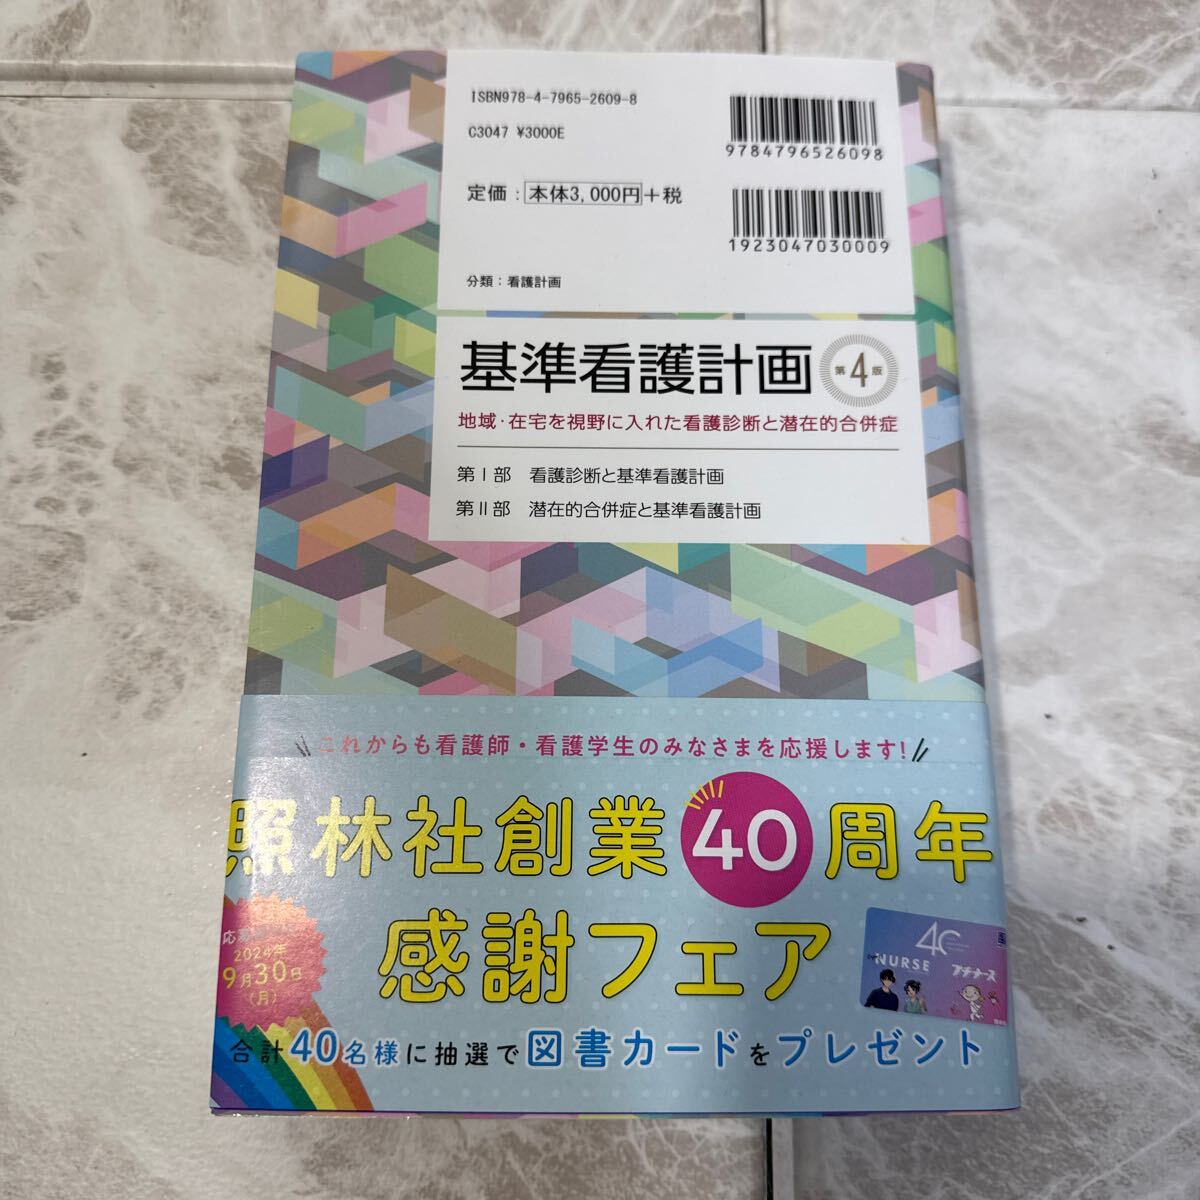 ISBN978-4-7965-2609-8
C3047 ¥3000E
定価：本体3,000円＋税
分類：看護計画
9784796526098
1923047030009
基準看護計画 第4版
地域・在宅を視野に入れた看護診断と潜在的合併症
第Ⅰ部 看護診断と基準看護計画
第Ⅱ部 潜在的合併症と基準看護計画
これからも看護師・看護学生のみなさまを応援します！
照林社創業40周年
感謝フェア
応募
2024年
9月30日
(月)
40
NURSE
プチナース
合計40名様に抽選で図書カードをプレゼント